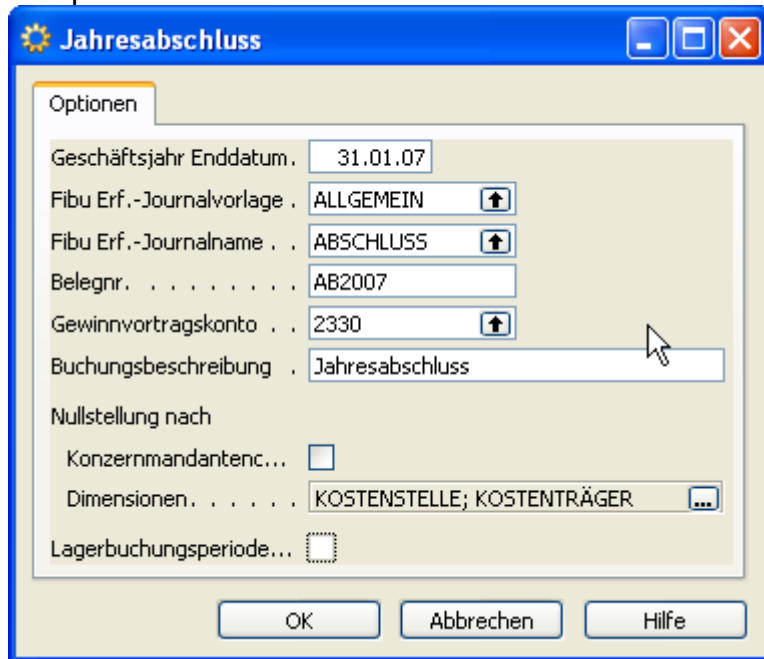 Jahresabschluss
Optionen
Geschäftsjahr Enddatum. 31.01.07
Fibu Erf.-Journalvorlage . ALLGEMEIN
Fibu Erf.-Journalname . . ABSCHLUSS
Belegnr. . . . . . . . . AB2007
Gewinnvortragskonto . . 2330
Buchungsbeschreibung . Jahresabschluss
Nullstellung nach
Konzernmandantenc...
Dimensionen. . . . . . KOSTENSTELLE; KOSTENTRÄGER ...
Lagerbuchungsperiode...
OK Abbrechen Hilfe